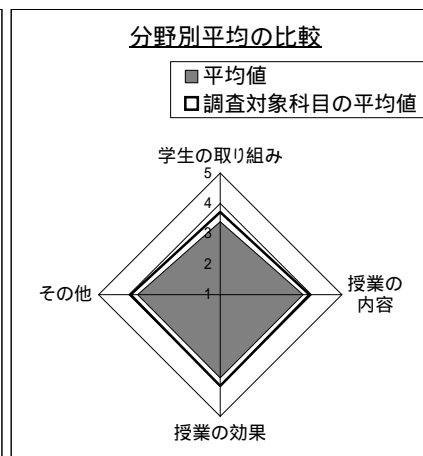 分野別平均の比較
平均値
調査対象科目の平均値
学生の取り組み
5
4
3
2
1
その他
授業の
内容
授業の効果